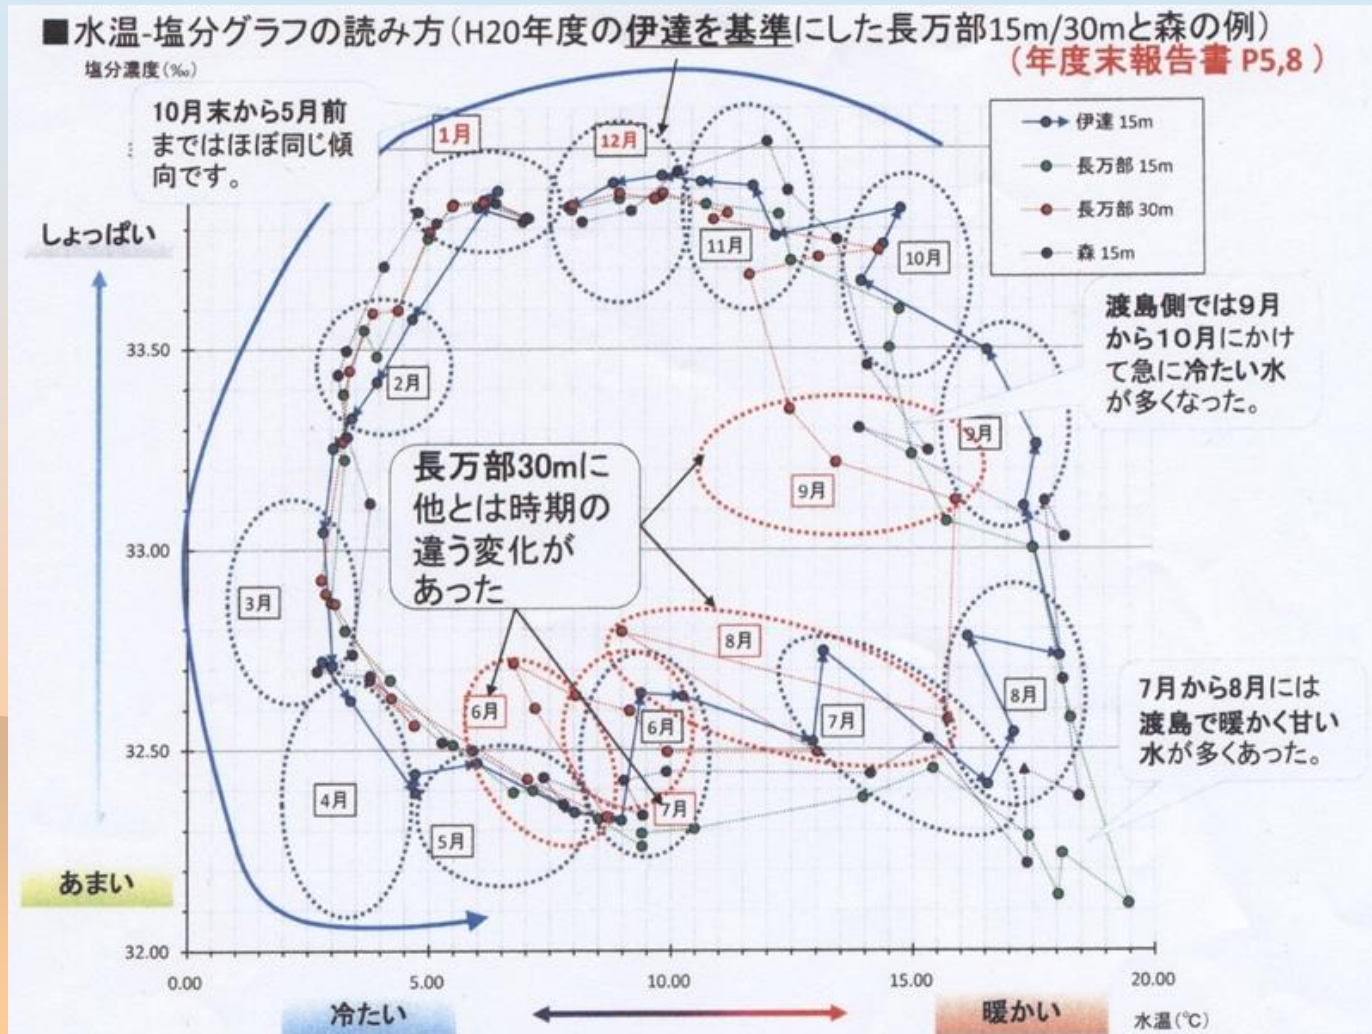 ■水温-塩分グラフの読み方(H20年度の伊達を基準にした長万部15m/30mと森の例)
(年度末報告書 P5,8 )
塩分濃度(‰)
10月末から5月前
まではほぼ同じ傾
向です。
1月
12月
11月
10月
伊達 15m
長万部 15m
長万部 30m
森 15m
しょっぱい
渡島側では9月
から10月にかけ
て急に冷たい水
が多くなった。
33.50
2月
9月
長万部30mに
他とは時期の
違う変化が
あった
9月
33.00
3月
8月
7月から8月には
渡島で暖かく甘い
水が多くあった。
8月
6月
6月
7月
32.50
4月
7月
5月
あまい
32.00
0.00
5.00
10.00
15.00
20.00
冷たい
暖かい
水温(℃)